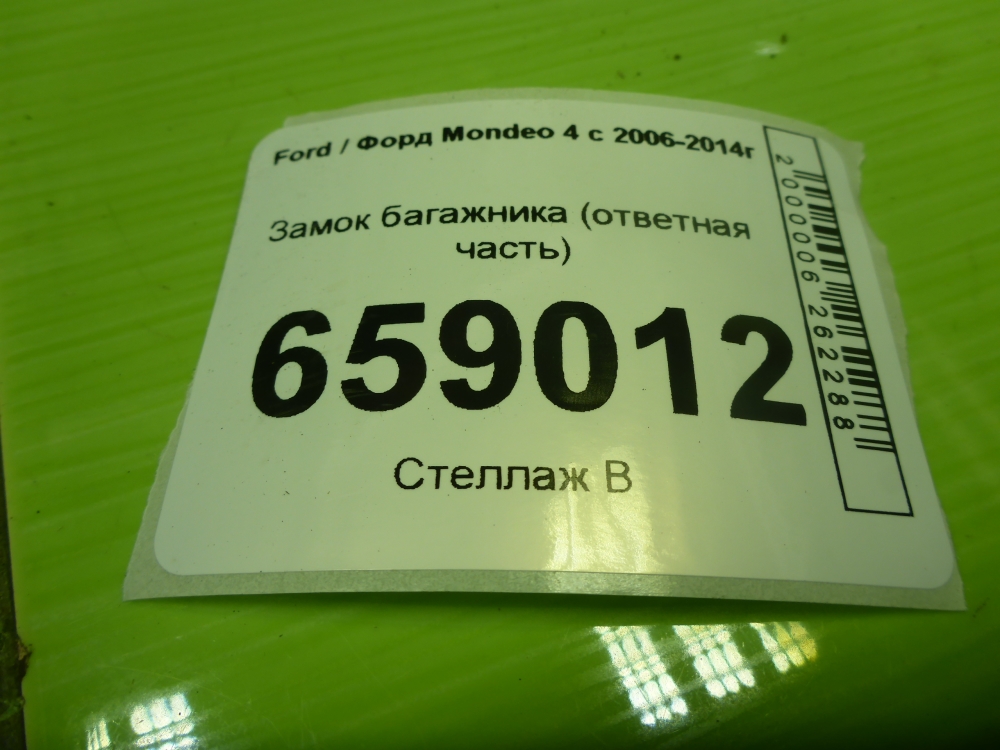 Ford / Форд Mondeo 4 с 2006-2014г
Замок багажника (ответная
часть)
659012
Стеллаж В
2000006262288